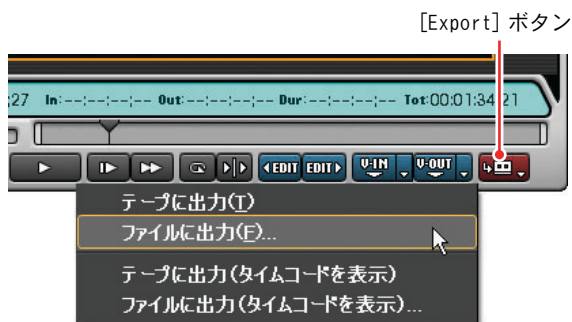 [Export] ボタン
;27 In:--;--;--;-- Out:--;--;--;-- Dur:--;--;--;-- Tot:00:01:34;21
◂EDIT EDIT▸ V-IN V-OUT
テープに出力(T)
ファイルに出力(F)...
テープに出力(タイムコードを表示)
ファイルに出力(タイムコードを表示)...